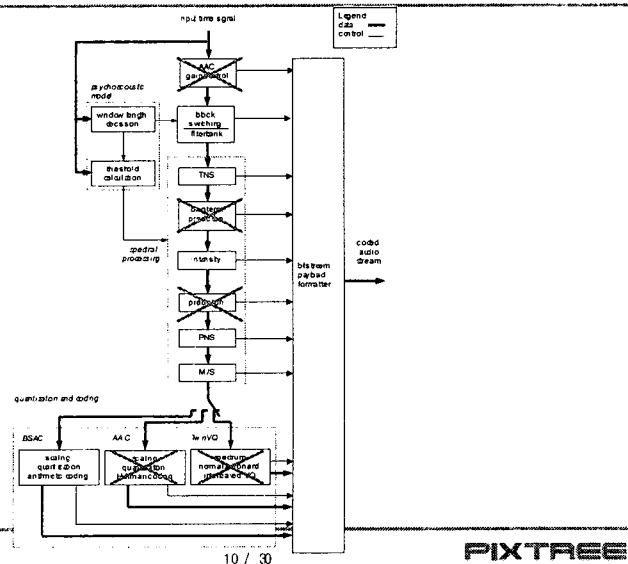 input time signal
Legend
data
control
AAC
gain control
psychoacoustic
model
window length
decision
block
switching
filterbank
threshold
calculation
TNS
long term
prediction
spectral
processing
intensity
prediction
PNS
M/S
bitstream
payload
formatter
coded
audio
stream
quantization and coding
BSAC
AAC
TwinVQ
scaling
quantization
arithmetic coding
scaling
quantization
Huffman coding
spectrum
normalization and
interleaved VQ
10 / 30
PIXTREE